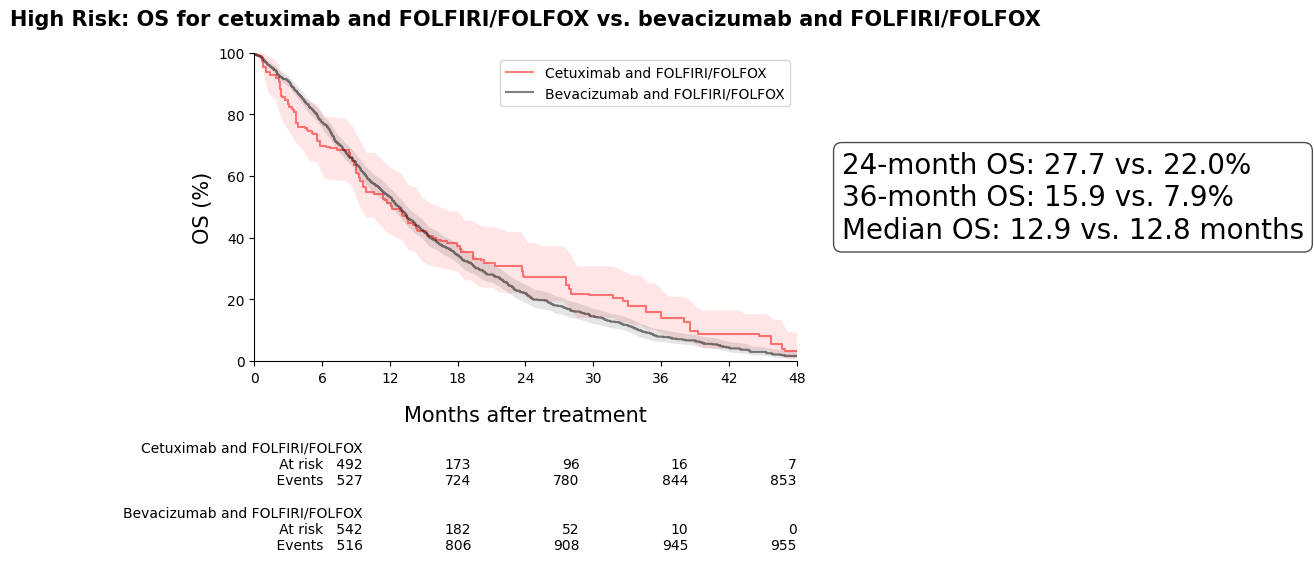 High Risk: OS for cetuximab and FOLFIRI/FOLFOX vs. bevacizumab and FOLFIRI/FOLFOX
100
80
60
40
20
0
OS (%)
Cetuximab and FOLFIRI/FOLFOX
Bevacizumab and FOLFIRI/FOLFOX
24-month OS: 27.7 vs. 22.0%
36-month OS: 15.9 vs. 7.9%
Median OS: 12.9 vs. 12.8 months
0 6 12 18 24 30 36 42 48
Months after treatment
Cetuximab and FOLFIRI/FOLFOX
At risk 492 173 96 16 7
Events 527 724 780 844 853
Bevacizumab and FOLFIRI/FOLFOX
At risk 542 182 52 10 0
Events 516 806 908 945 955